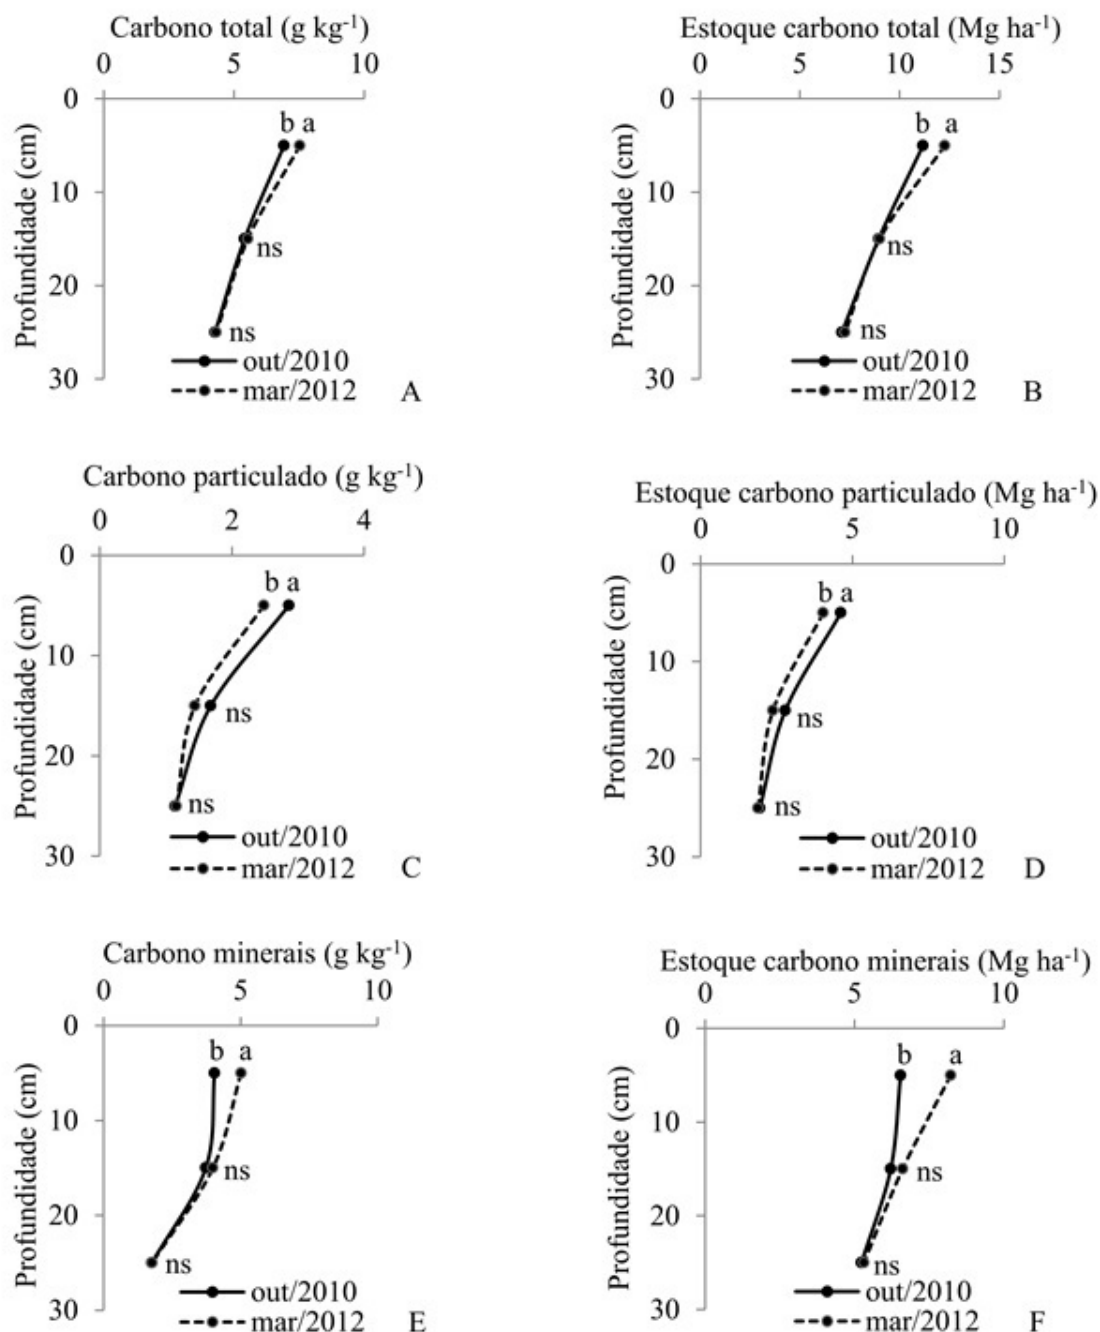 Carbono total (g kg⁻¹)
0 5 10
0
b a
10
ns
20
ns
30
Profundidade (cm)
out/2010
mar/2012
A
Estoque carbono total (Mg ha⁻¹)
0 5 10 15
0
b a
10
ns
20
ns
30
Profundidade (cm)
out/2010
mar/2012
B
Carbono particulado (g kg⁻¹)
0 2 4
0
b a
10
ns
20
ns
30
Profundidade (cm)
out/2010
mar/2012
C
Estoque carbono particulado (Mg ha⁻¹)
0 5 10
0
b a
10
ns
20
ns
30
Profundidade (cm)
out/2010
mar/2012
D
Carbono minerais (g kg⁻¹)
0 5 10
0
b a
10
ns
20
ns
30
Profundidade (cm)
out/2010
mar/2012
E
Estoque carbono minerais (Mg ha⁻¹)
0 5 10
0
b a
10
ns
20
ns
30
Profundidade (cm)
out/2010
mar/2012
F